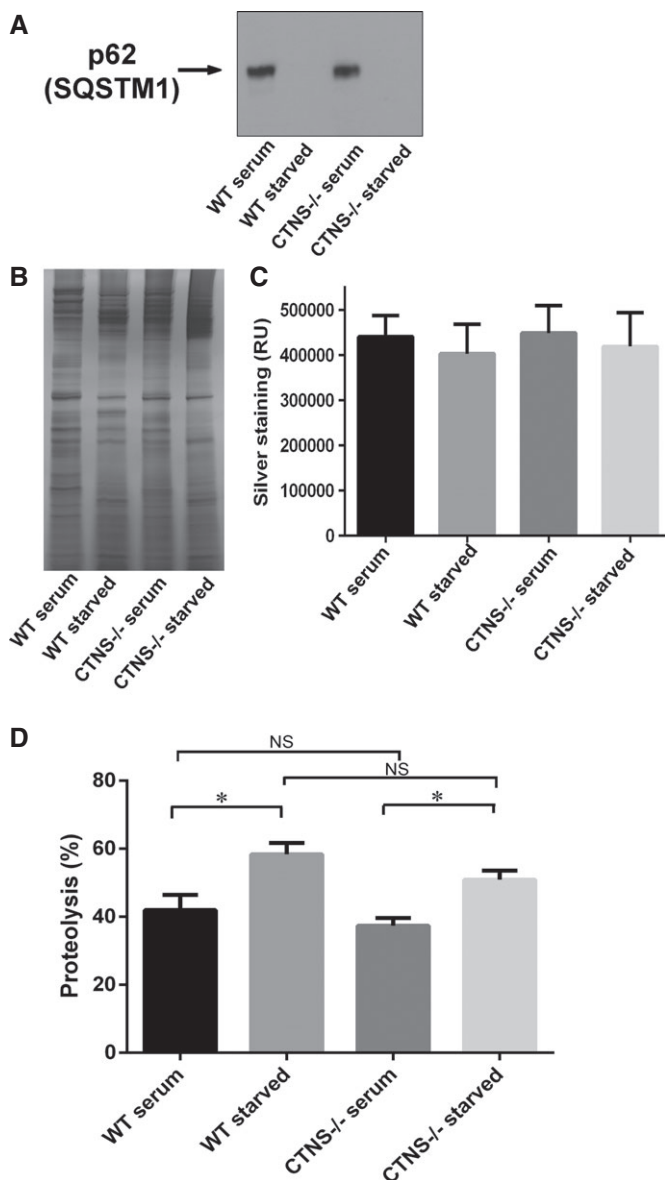 A
p62
(SQSTM1)
WT serum
WT starved
CTNS-/- serum
CTNS-/- starved
B
WT serum
WT starved
CTNS-/- serum
CTNS-/- starved
C
Silver staining (RU)
500000
400000
300000
200000
100000
0
WT serum
WT starved
CTNS-/- serum
CTNS-/- starved
D
NS
NS
*
*
Proteolysis (%)
80
60
40
20
0
WT serum
WT starved
CTNS-/- serum
CTNS-/- starved